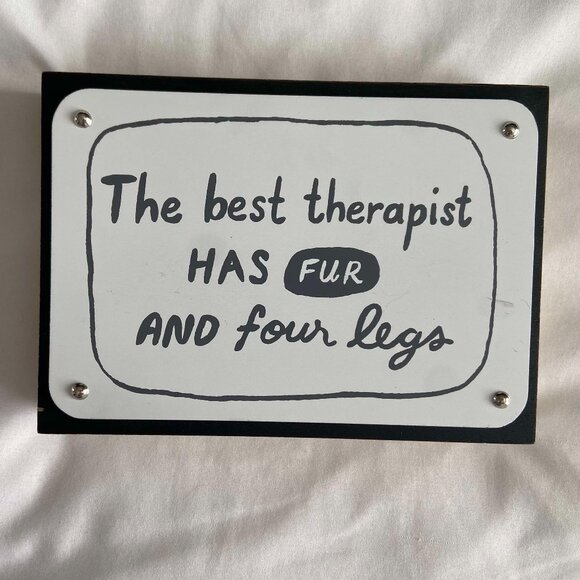 The best therapist
HAS FUR
AND four legs